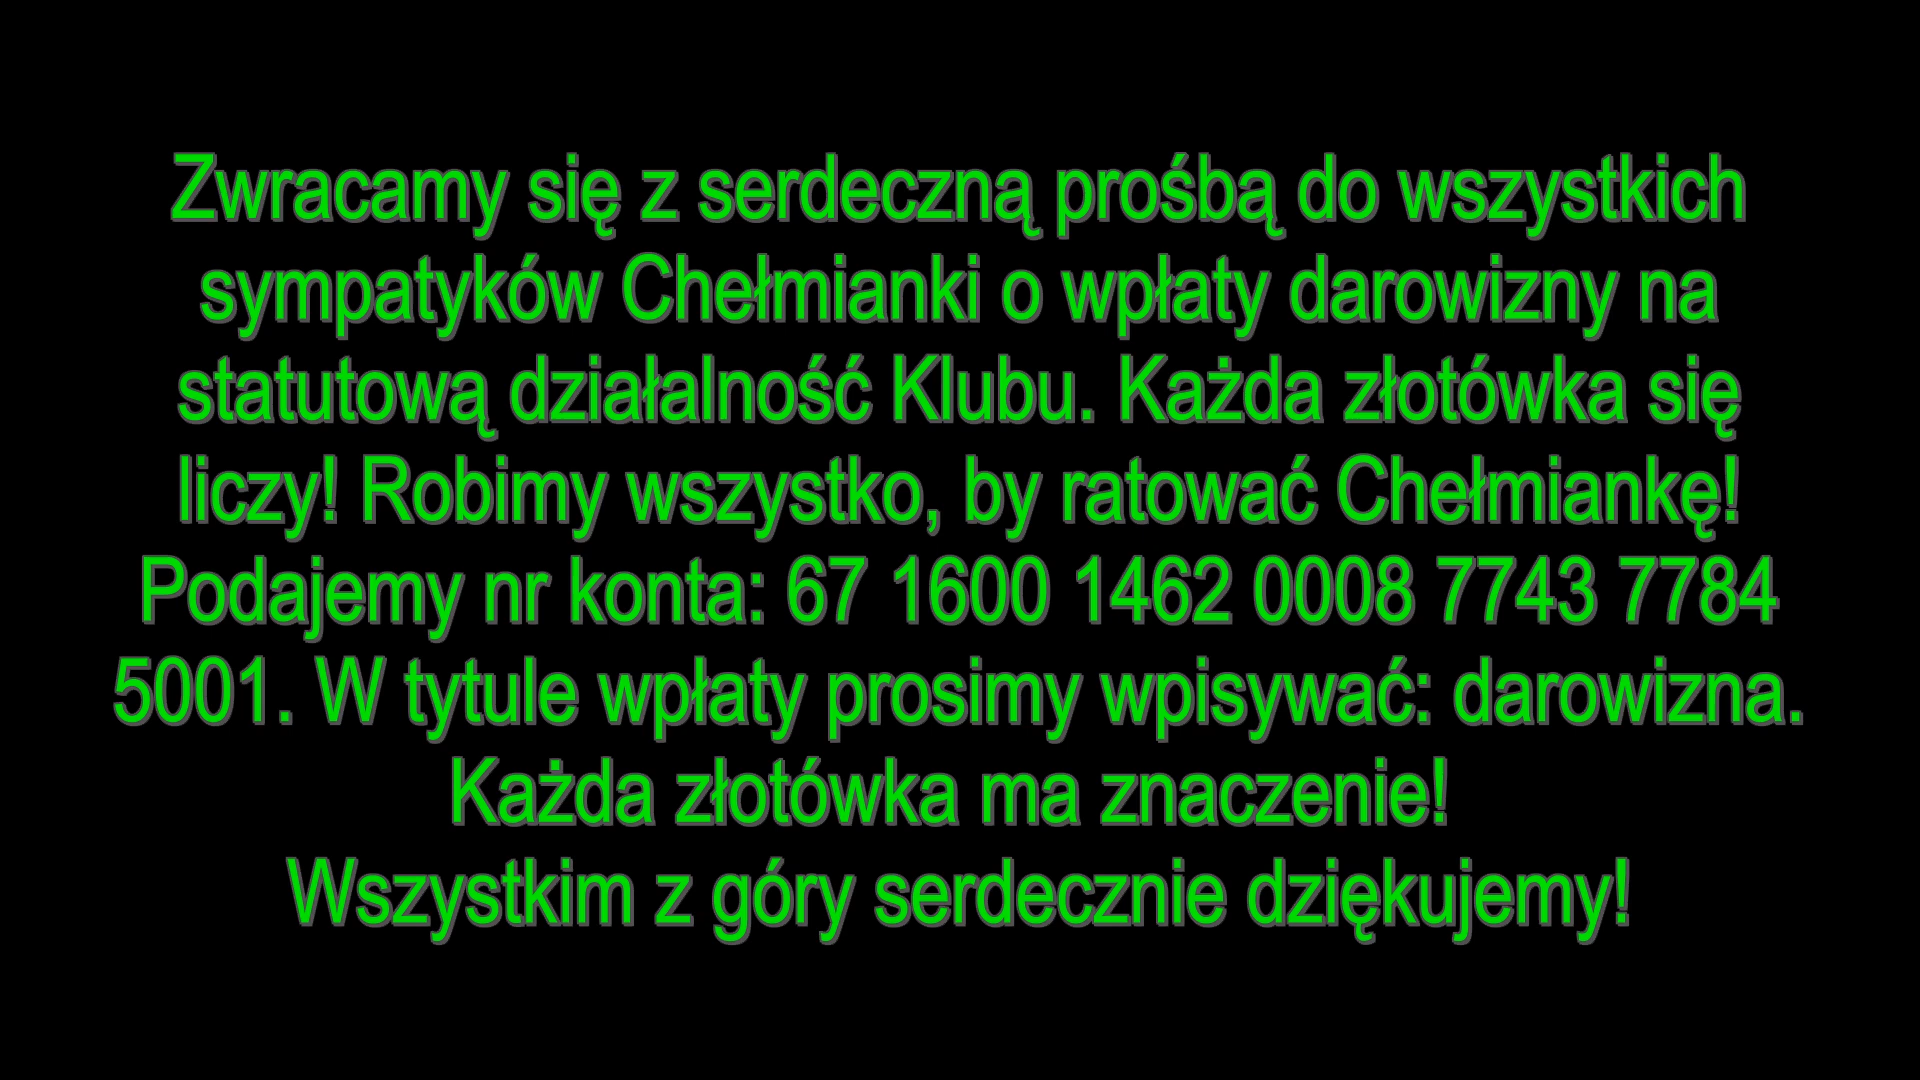 Zwracamy się z serdeczną prośbą do wszystkich
sympatyków Chełmianki o wpłaty darowizny na
statutową działalność Klubu. Każda złotówka się
liczy! Robimy wszystko, by ratować Chełmiankę!
Podajemy nr konta: 67 1600 1462 0008 7743 7784
5001. W tytule wpłaty prosimy wpisywać: darowizna.
Każda złotówka ma znaczenie!
Wszystkim z góry serdecznie dziękujemy!